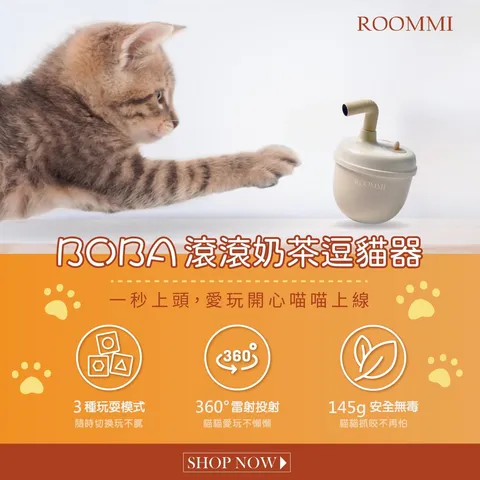 ROOMMI
ROOMMI
BOBA 滾滾奶茶逗貓器
一秒上頭，愛玩開心喵喵上線
360°
3種玩耍模式
隨時切換玩不膩
360°雷射投射
貓貓愛玩不懶懶
145g 安全無毒
貓貓抓咬不再怕
SHOP NOW